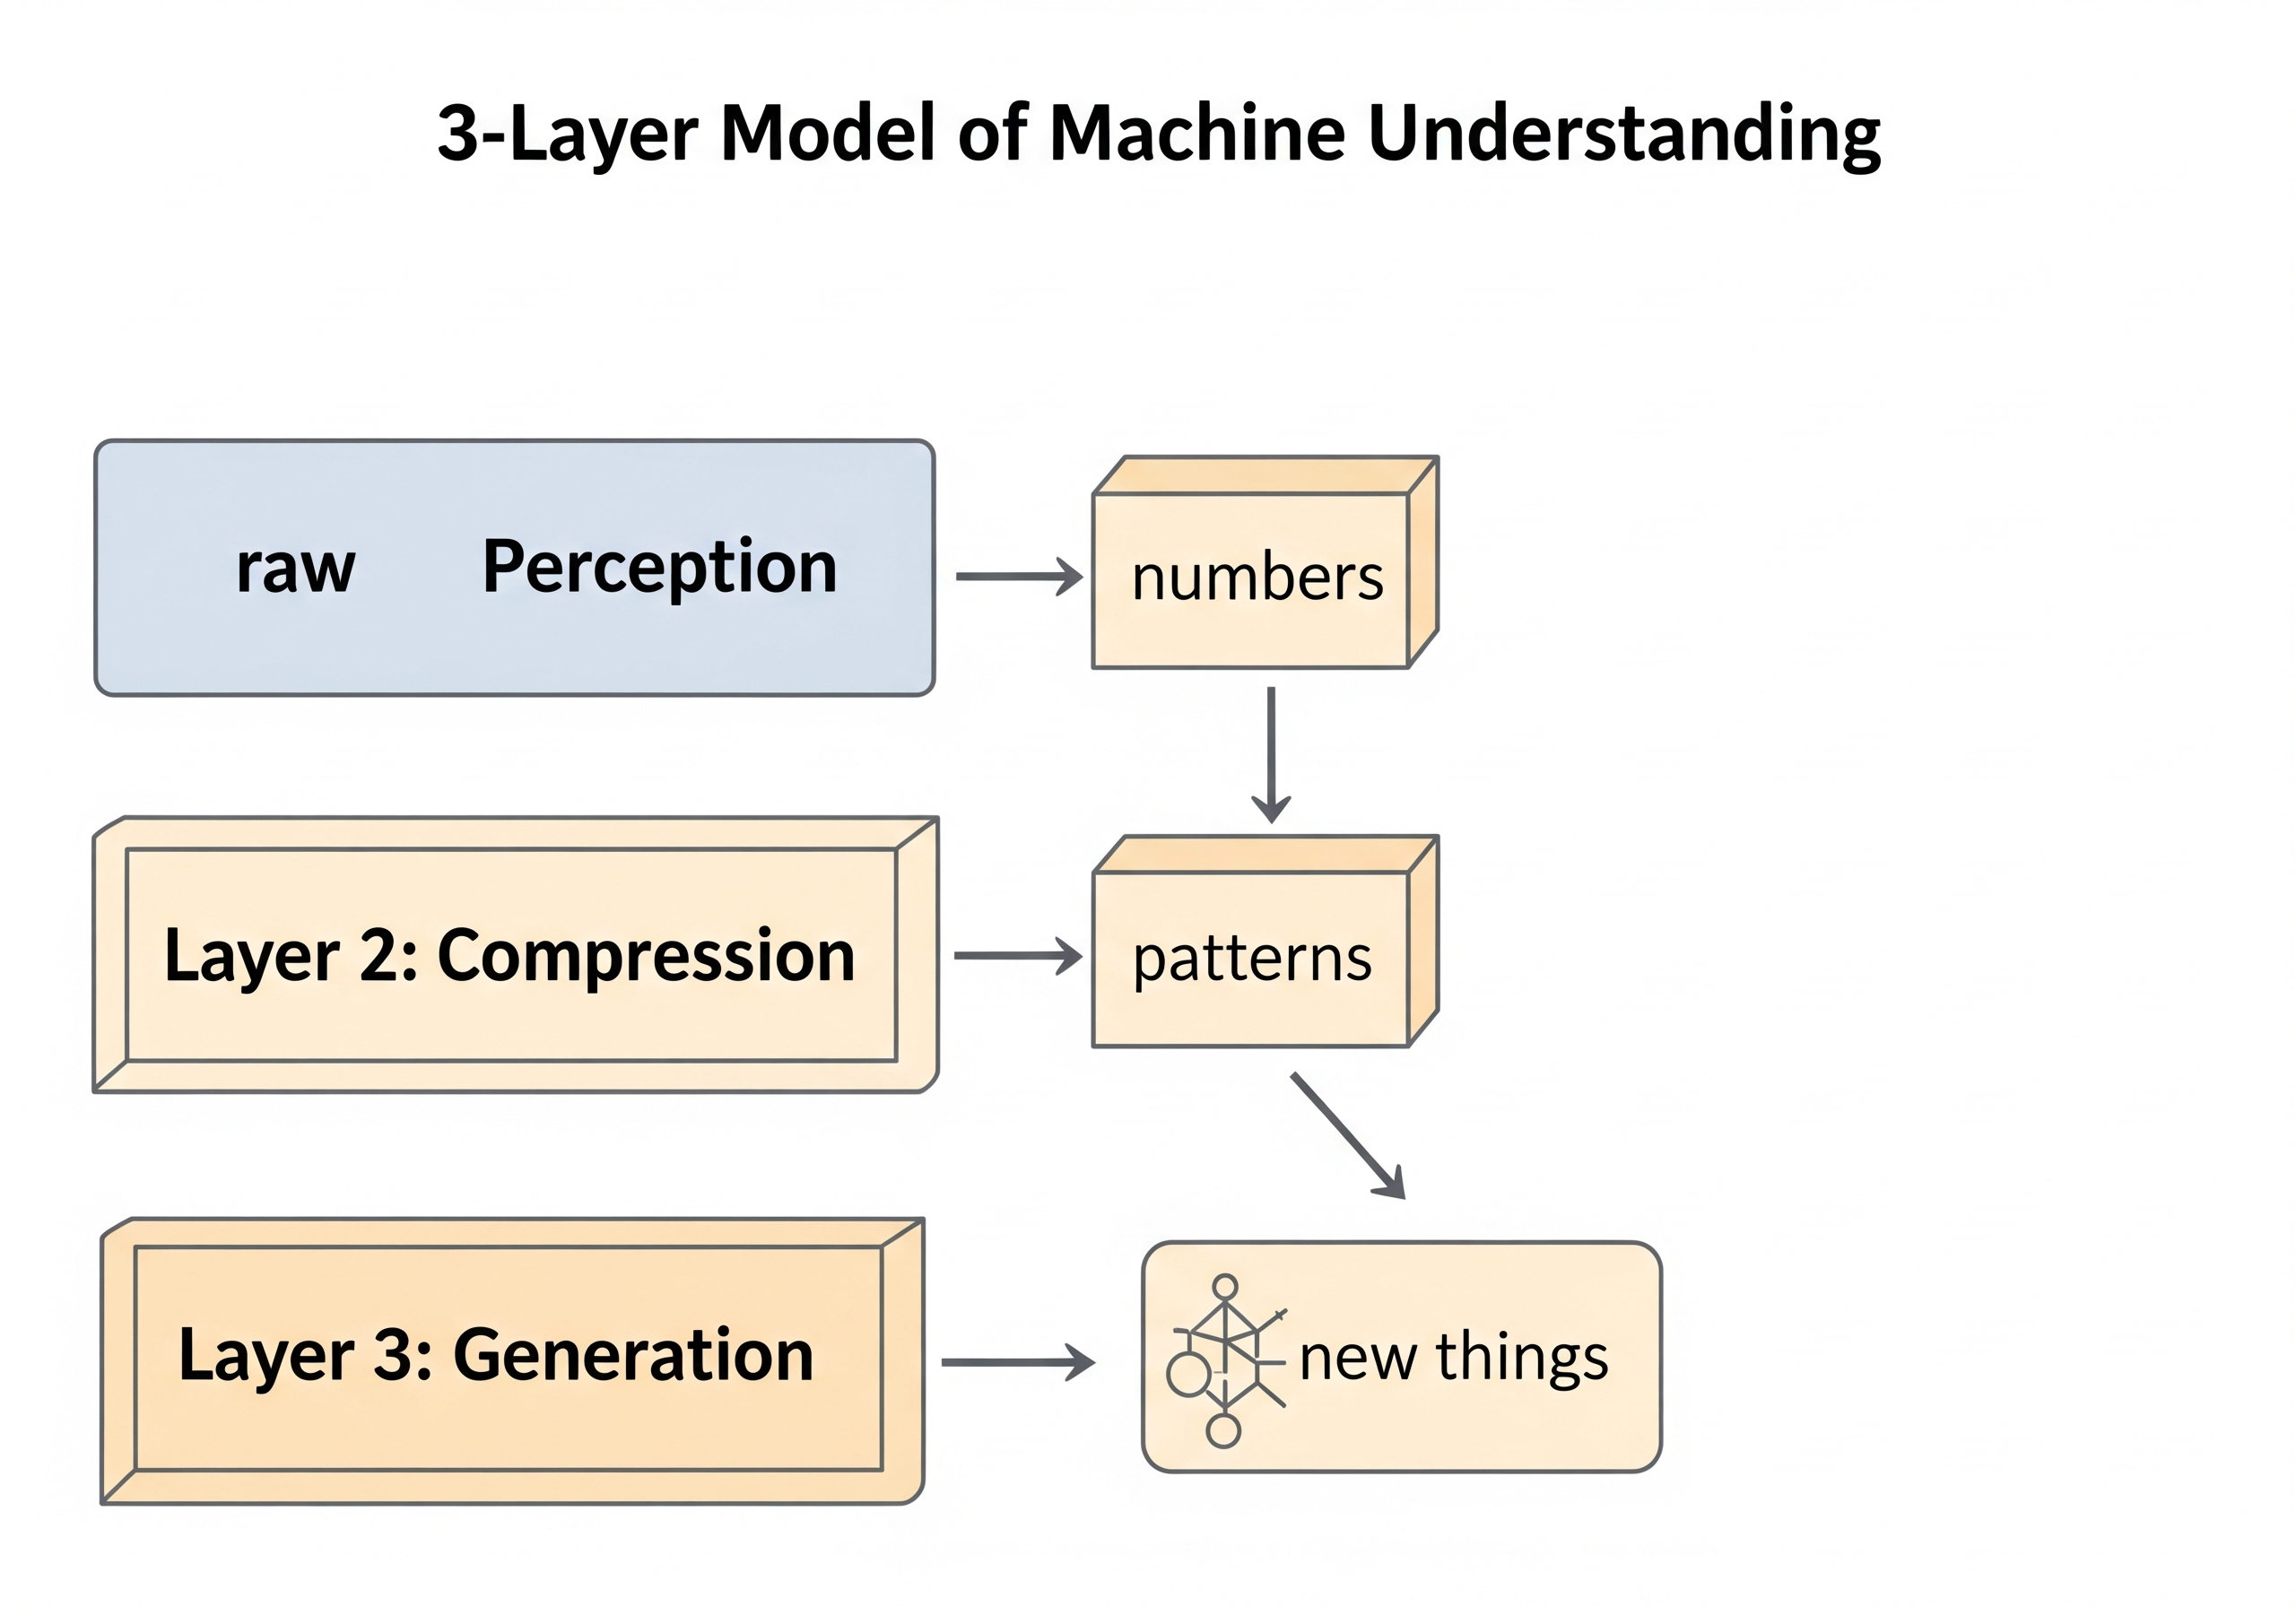 3-Layer Model of Machine Understanding
raw Perception
numbers
Layer 2: Compression
patterns
Layer 3: Generation
new things